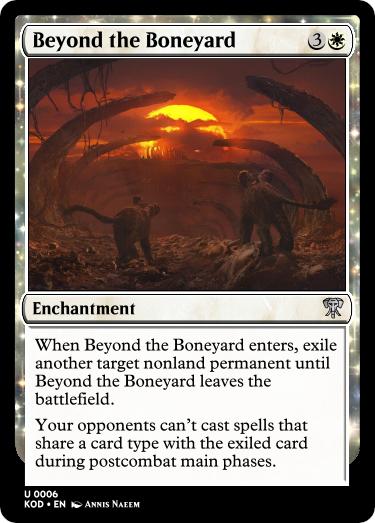 Beyond the Boneyard 3
Enchantment
When Beyond the Boneyard enters, exile
another target nonland permanent until
Beyond the Boneyard leaves the
battlefield.
Your opponents can't cast spells that
share a card type with the exiled card
during postcombat main phases.
U 0006
KOD • EN Annis Naeem